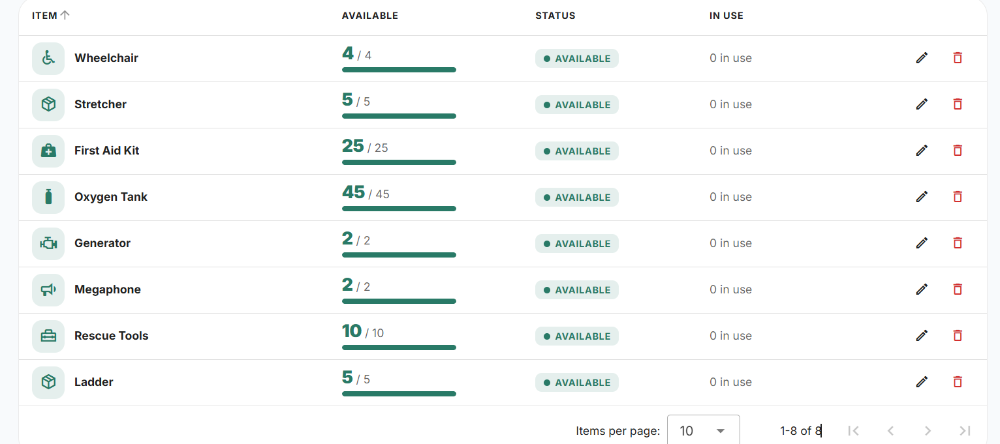 ITEM AVAILABLE STATUS IN USE
Wheelchair 4 / 4 AVAILABLE 0 in use
Stretcher 5 / 5 AVAILABLE 0 in use
First Aid Kit 25 / 25 AVAILABLE 0 in use
Oxygen Tank 45 / 45 AVAILABLE 0 in use
Generator 2 / 2 AVAILABLE 0 in use
Megaphone 2 / 2 AVAILABLE 0 in use
Rescue Tools 10 / 10 AVAILABLE 0 in use
Ladder 5 / 5 AVAILABLE 0 in use
Items per page: 10 1-8 of 8